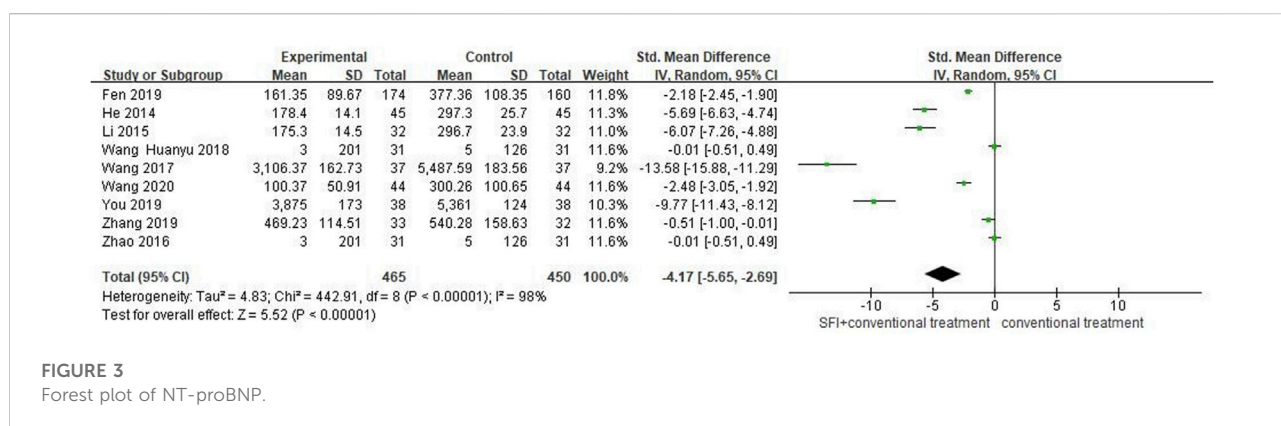 Experimental Control Std. Mean Difference Std. Mean Difference
Study or Subgroup Mean SD Total Mean SD Total Weight IV, Random, 95% CI IV, Random, 95% CI
Fen 2019 161.35 89.67 174 377.36 108.35 160 11.8% -2.18 [-2.45, -1.90]
He 2014 178.4 14.1 45 297.3 25.7 45 11.3% -5.69 [-6.63, -4.74]
Li 2015 175.3 14.5 32 296.7 23.9 32 11.0% -6.07 [-7.26, -4.88]
Wang Huanyu 2018 3 201 31 5 126 31 11.6% -0.01 [-0.51, 0.49]
Wang 2017 3,106.37 162.73 37 5,487.59 183.56 37 9.2% -13.58 [-15.88, -11.29]
Wang 2020 100.37 50.91 44 300.26 100.65 44 11.6% -2.48 [-3.05, -1.92]
You 2019 3,875 173 38 5,361 124 38 10.3% -9.77 [-11.43, -8.12]
Zhang 2019 469.23 114.51 33 540.28 158.63 32 11.6% -0.51 [-1.00, -0.01]
Zhao 2016 3 201 31 5 126 31 11.6% -0.01 [-0.51, 0.49]
Total (95% CI) 465 450 100.0% -4.17 [-5.65, -2.69]
Heterogeneity: Tau² = 4.83; Chi² = 442.91, df = 8 (P < 0.00001); I² = 98%
Test for overall effect: Z = 5.52 (P < 0.00001)
-10 -5 0 5 10
SFI+conventional treatment conventional treatment
FIGURE 3
Forest plot of NT-proBNP.